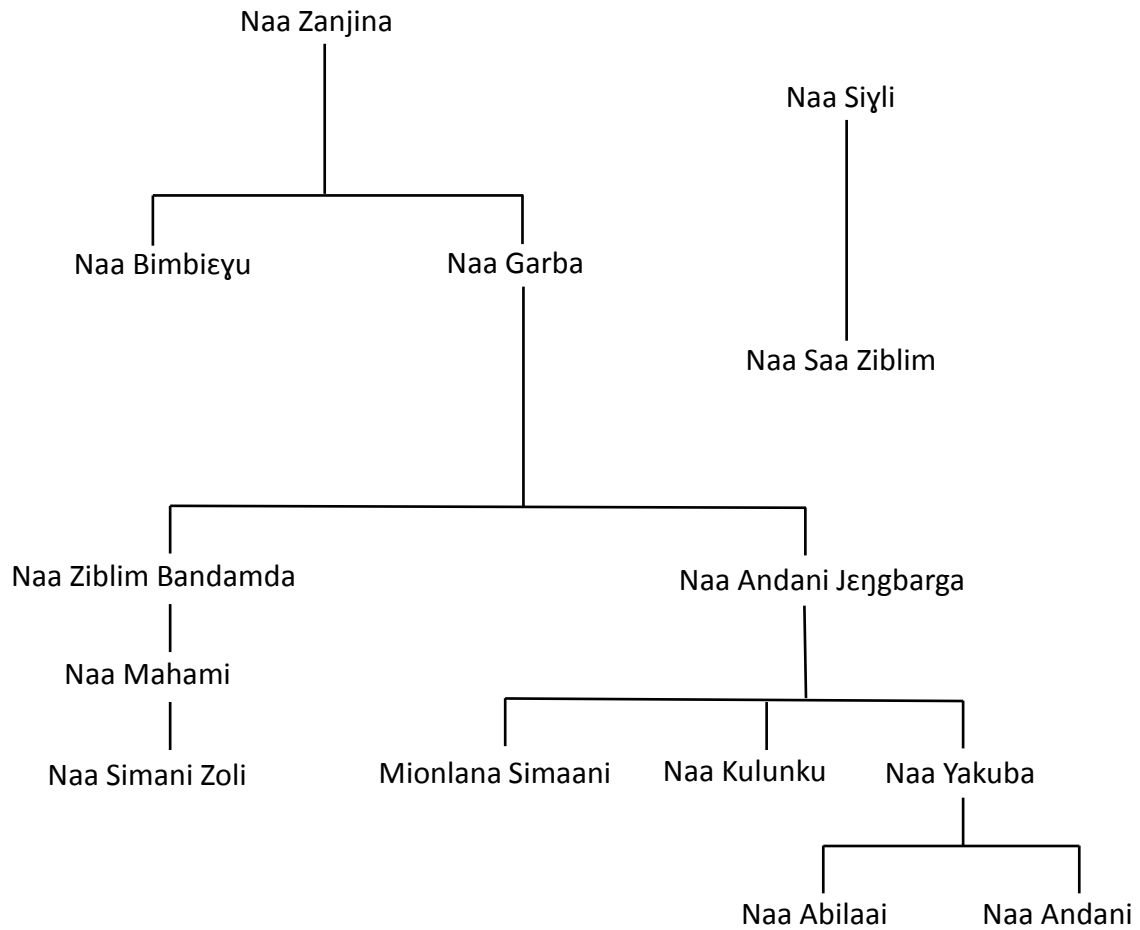 Naa Zanjina
Naa Siɣli
Naa Bimbiɛɣu
Naa Garba
Naa Saa Ziblim
Naa Ziblim Bandamda
Naa Andani Jɛŋgbarga
Naa Mahami
Naa Simani Zoli
Mionlana Simaani
Naa Kulunku
Naa Yakuba
Naa Abilaai
Naa Andani